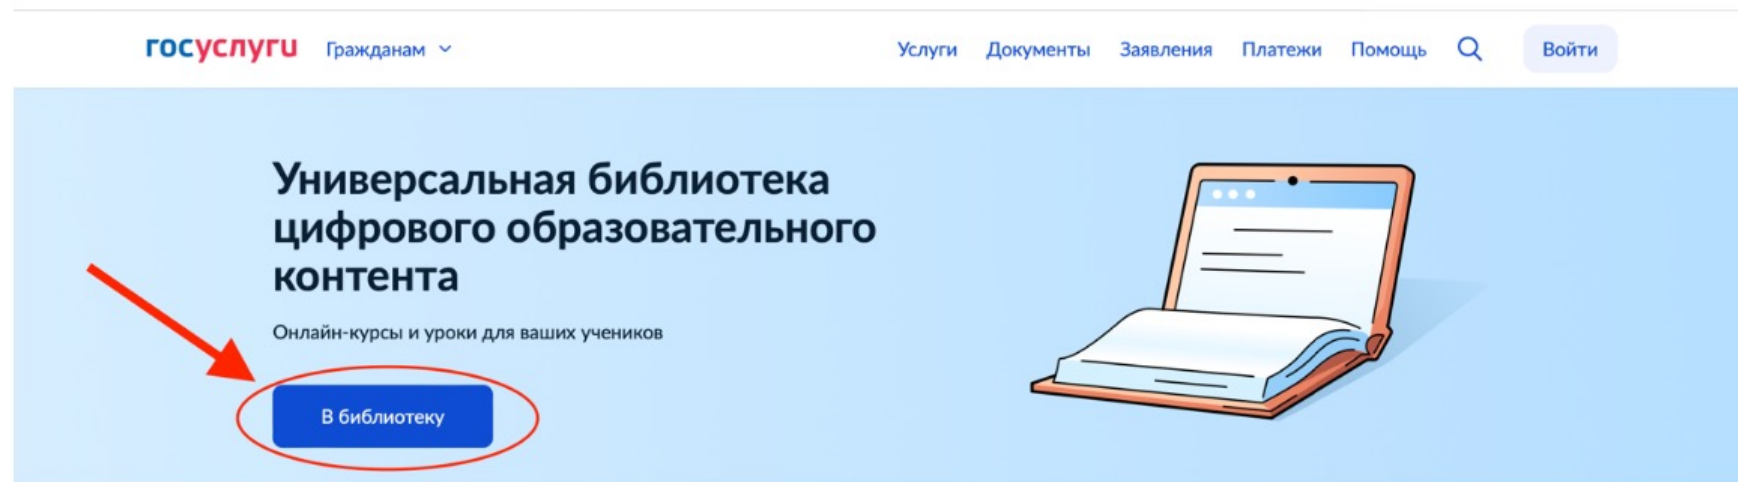 госуслуги Гражданам Услуги Документы Заявления Платежи Помощь Войти
Универсальная библиотека
цифрового образовательного
контента
Онлайн-курсы и уроки для ваших учеников
В библиотеку